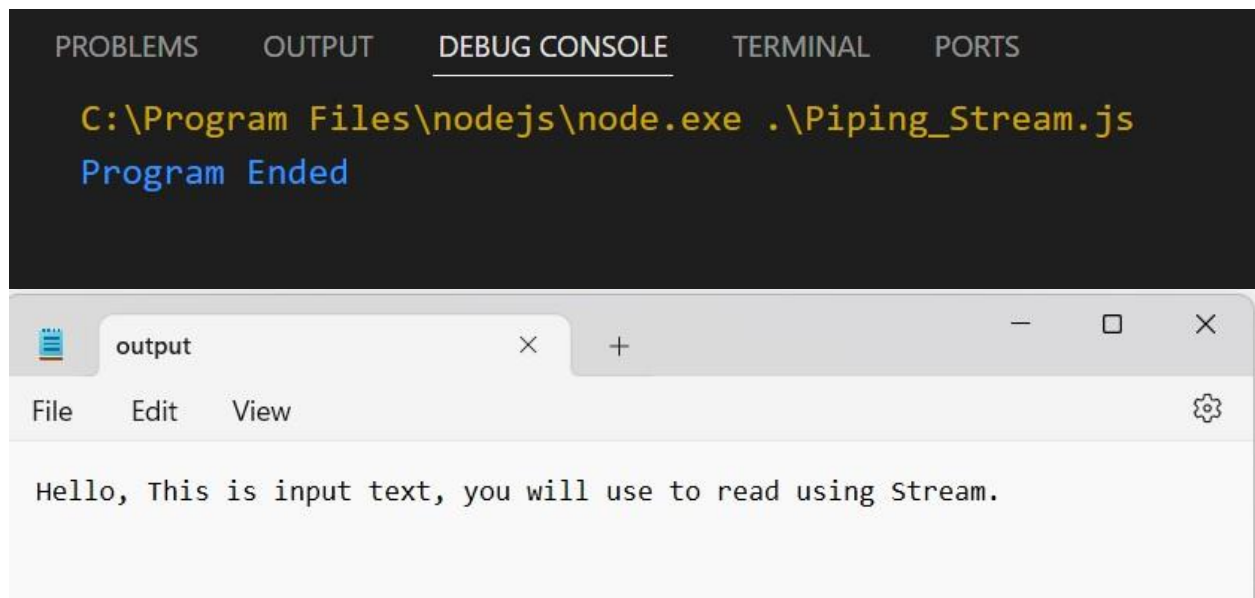 PROBLEMS OUTPUT DEBUG CONSOLE TERMINAL PORTS
C:\Program Files\nodejs\node.exe .\Piping_Stream.js
Program Ended
output
File Edit View
Hello, This is input text, you will use to read using Stream.